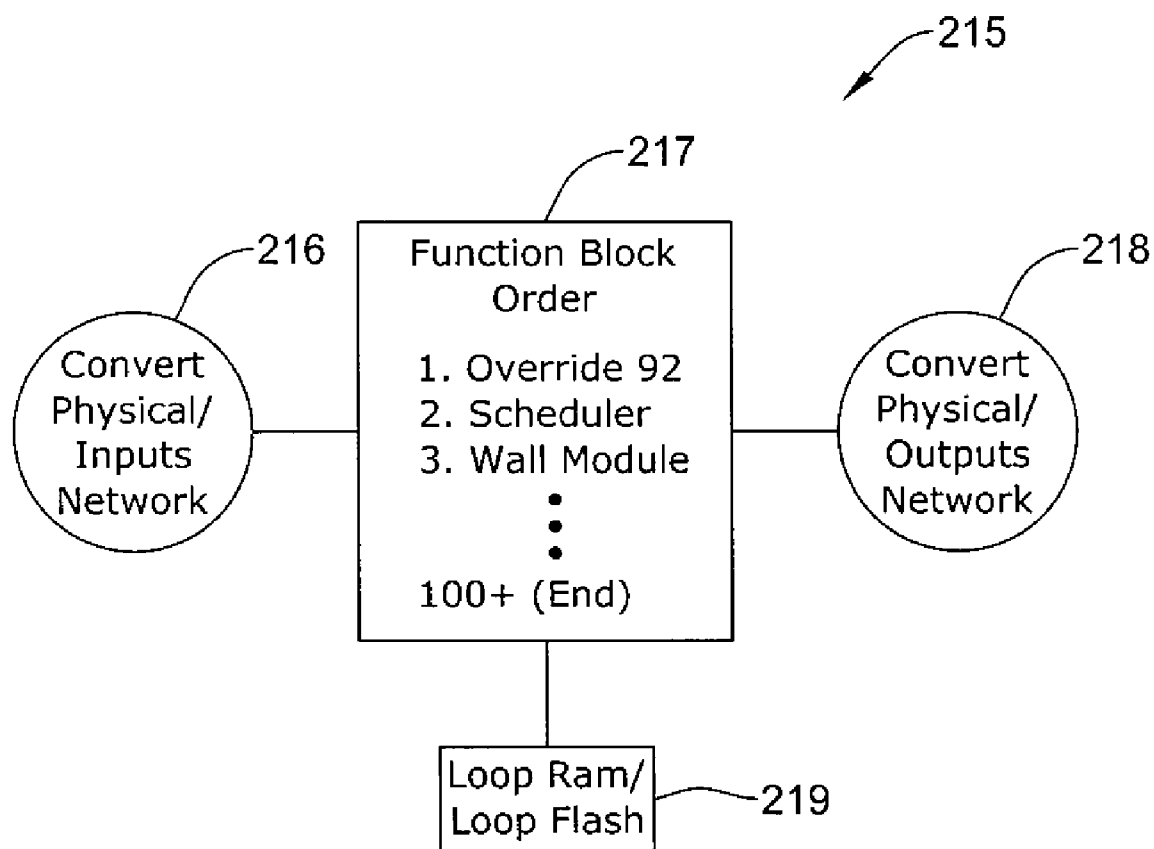 215
217
Function Block
Order
1. Override 92
2. Scheduler
3. Wall Module
100+ (End)
216
Convert
Physical/
Inputs
Network
218
Convert
Physical/
Outputs
Network
Loop Ram/
Loop Flash
219